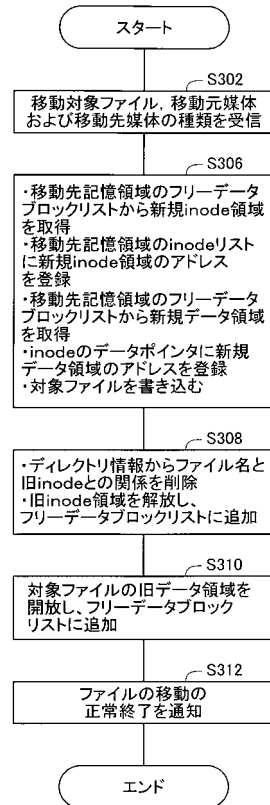 スタート
S302
移動対象ファイル，移動元媒体
および移動先媒体の種類を受信
S306
・移動先記憶領域のフリーデータ
ブロックリストから新規inode領域
を取得
・移動先記憶領域のinodeリスト
に新規inode領域のアドレス
を登録
・移動先記憶領域のフリーデータ
ブロックリストから新規データ領域
を取得
・inodeのデータポインタに新規
データ領域のアドレスを登録
・対象ファイルを書き込む
S308
・ディレクトリ情報からファイル名と
旧inodeとの関係を削除
・旧inode領域を解放し、
フリーデータブロックリストに追加
S310
対象ファイルの旧データ領域を
開放し、フリーデータブロック
リストに追加
S312
ファイルの移動の
正常終了を通知
エンド